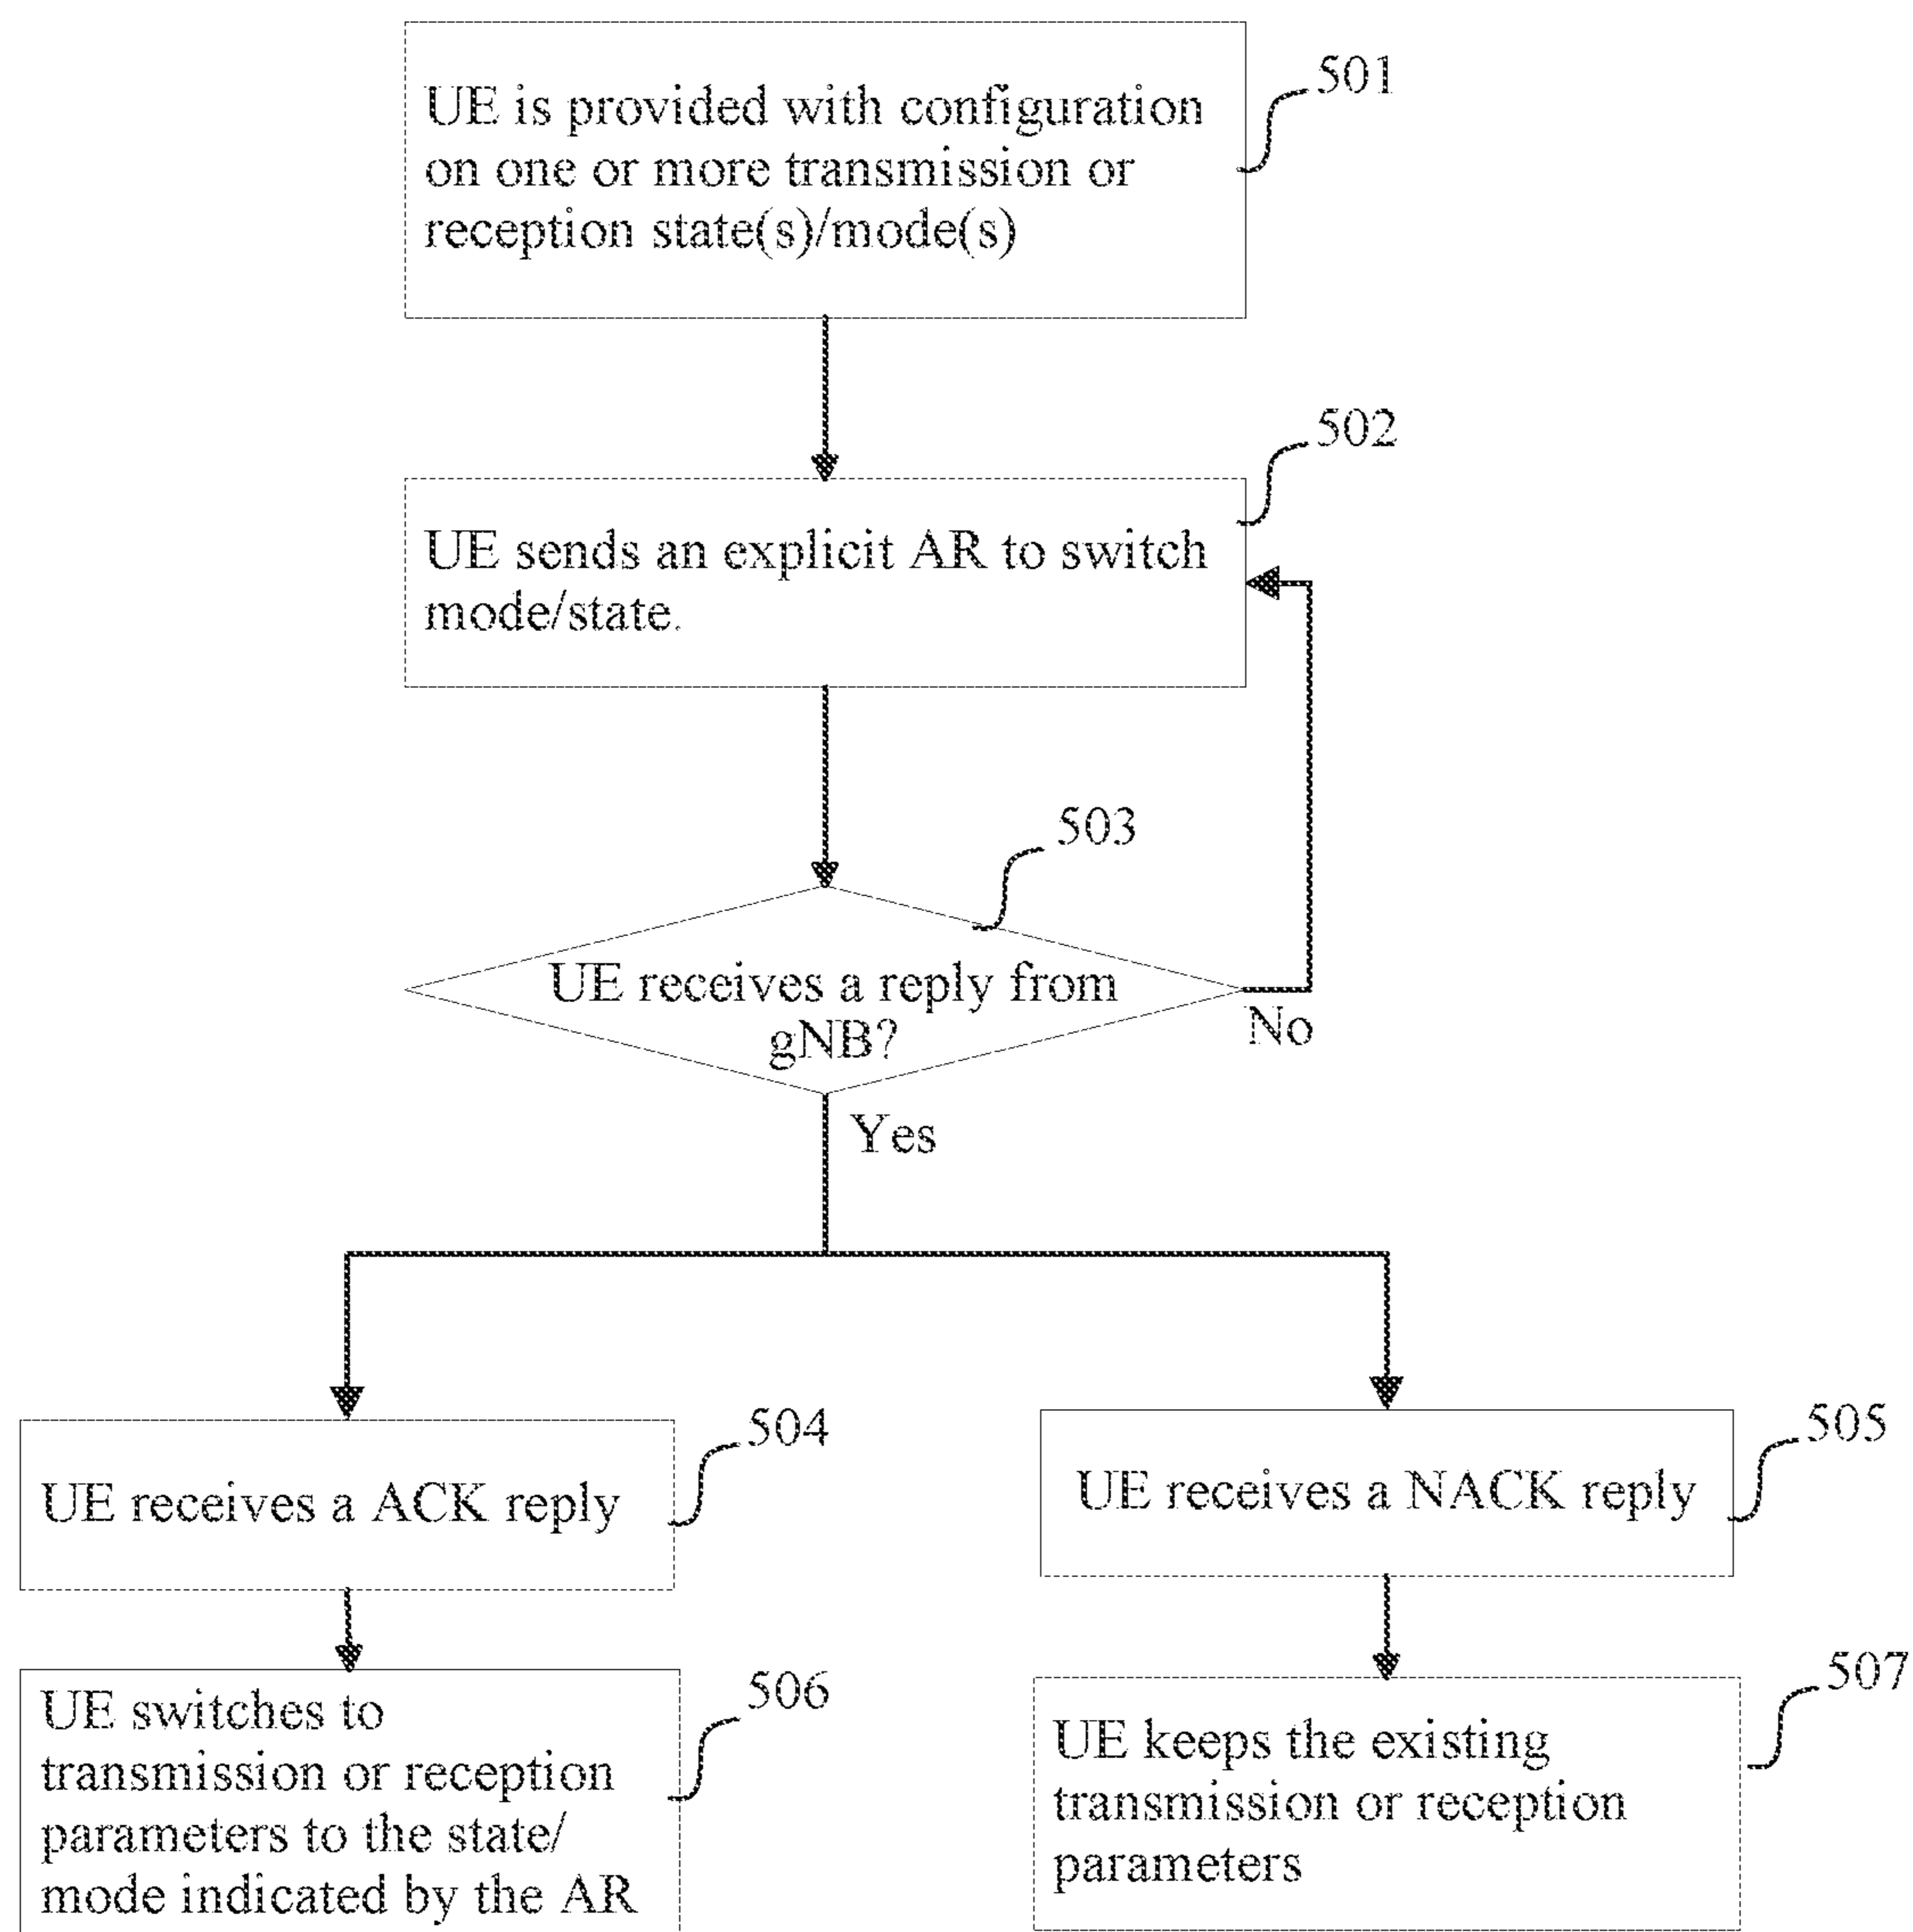 UE is provided with configuration
on one or more transmission or
reception state(s)/mode(s)
501
UE sends an explicit AR to switch
mode/state.
502
503
UE receives a reply from
gNB?
No
Yes
UE receives a ACK reply
504
UE receives a NACK reply
505
UE switches to
transmission or reception
parameters to the state/
mode indicated by the AR
506
UE keeps the existing
transmission or reception
parameters
507